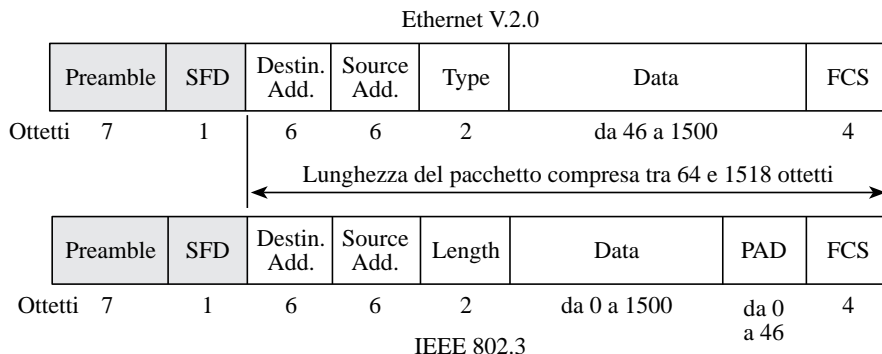 Ethernet V.2.0
Preamble SFD Destin. Add. Source Add. Type Data FCS
Ottetti 7 1 6 6 2 da 46 a 1500 4
Lunghezza del pacchetto compresa tra 64 e 1518 ottetti
Preamble SFD Destin. Add. Source Add. Length Data PAD FCS
Ottetti 7 1 6 6 2 da 0 a 1500 da 0 a 46 4
IEEE 802.3